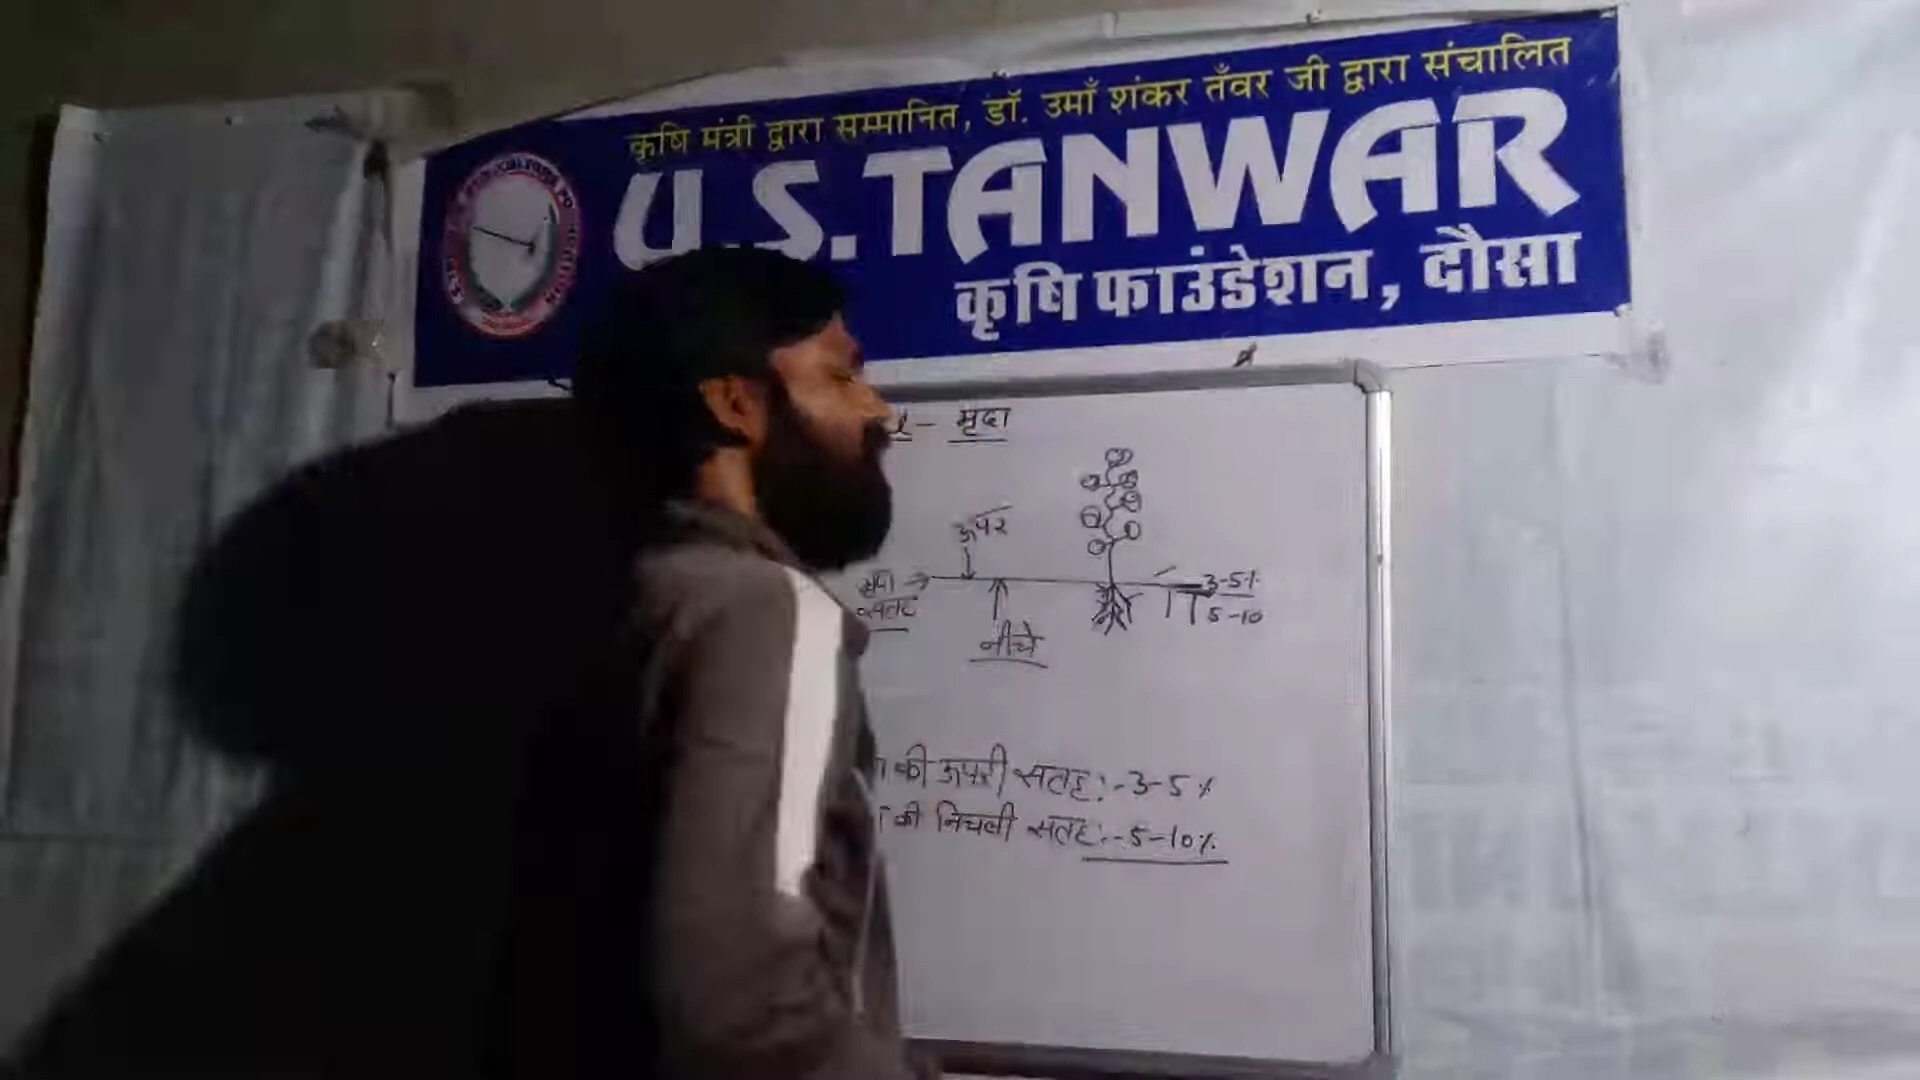 कृषि मंत्री द्वारा सम्मानित, डॉ. उमाँ शंकर तँवर जी द्वारा संचालित
U.S.TANWAR
कृषि फाउंडेशन, दौसा
l - मृदा
ऊपर
3-5%
5-10
नीचे
की ऊपरी सतह:- 3-5%
की निचली सतह:- 5-10%